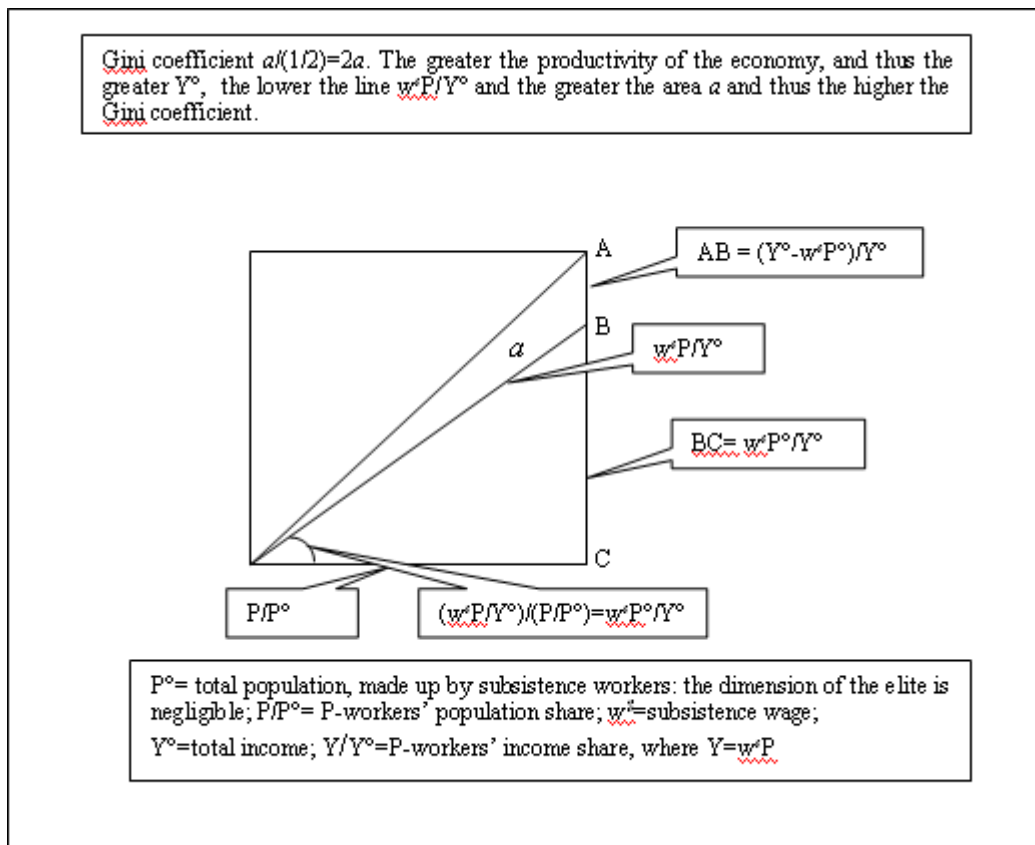 Gini coefficient a/(1/2)=2a. The greater the productivity of the economy, and thus the
greater Y°, the lower the line wˢP/Y° and the greater the area a and thus the higher the
Gini coefficient.
A
AB = (Y°-wˢP°)/Y°
B
a
wˢP/Y°
BC= wˢP°/Y°
C
P/P°
(wˢP/Y°)/(P/P°)=wˢP°/Y°
P°= total population, made up by subsistence workers: the dimension of the elite is
negligible; P/P°= P-workers’ population share; wˢ=subsistence wage;
Y°=total income; Y/Y°=P-workers’ income share, where Y=wˢP